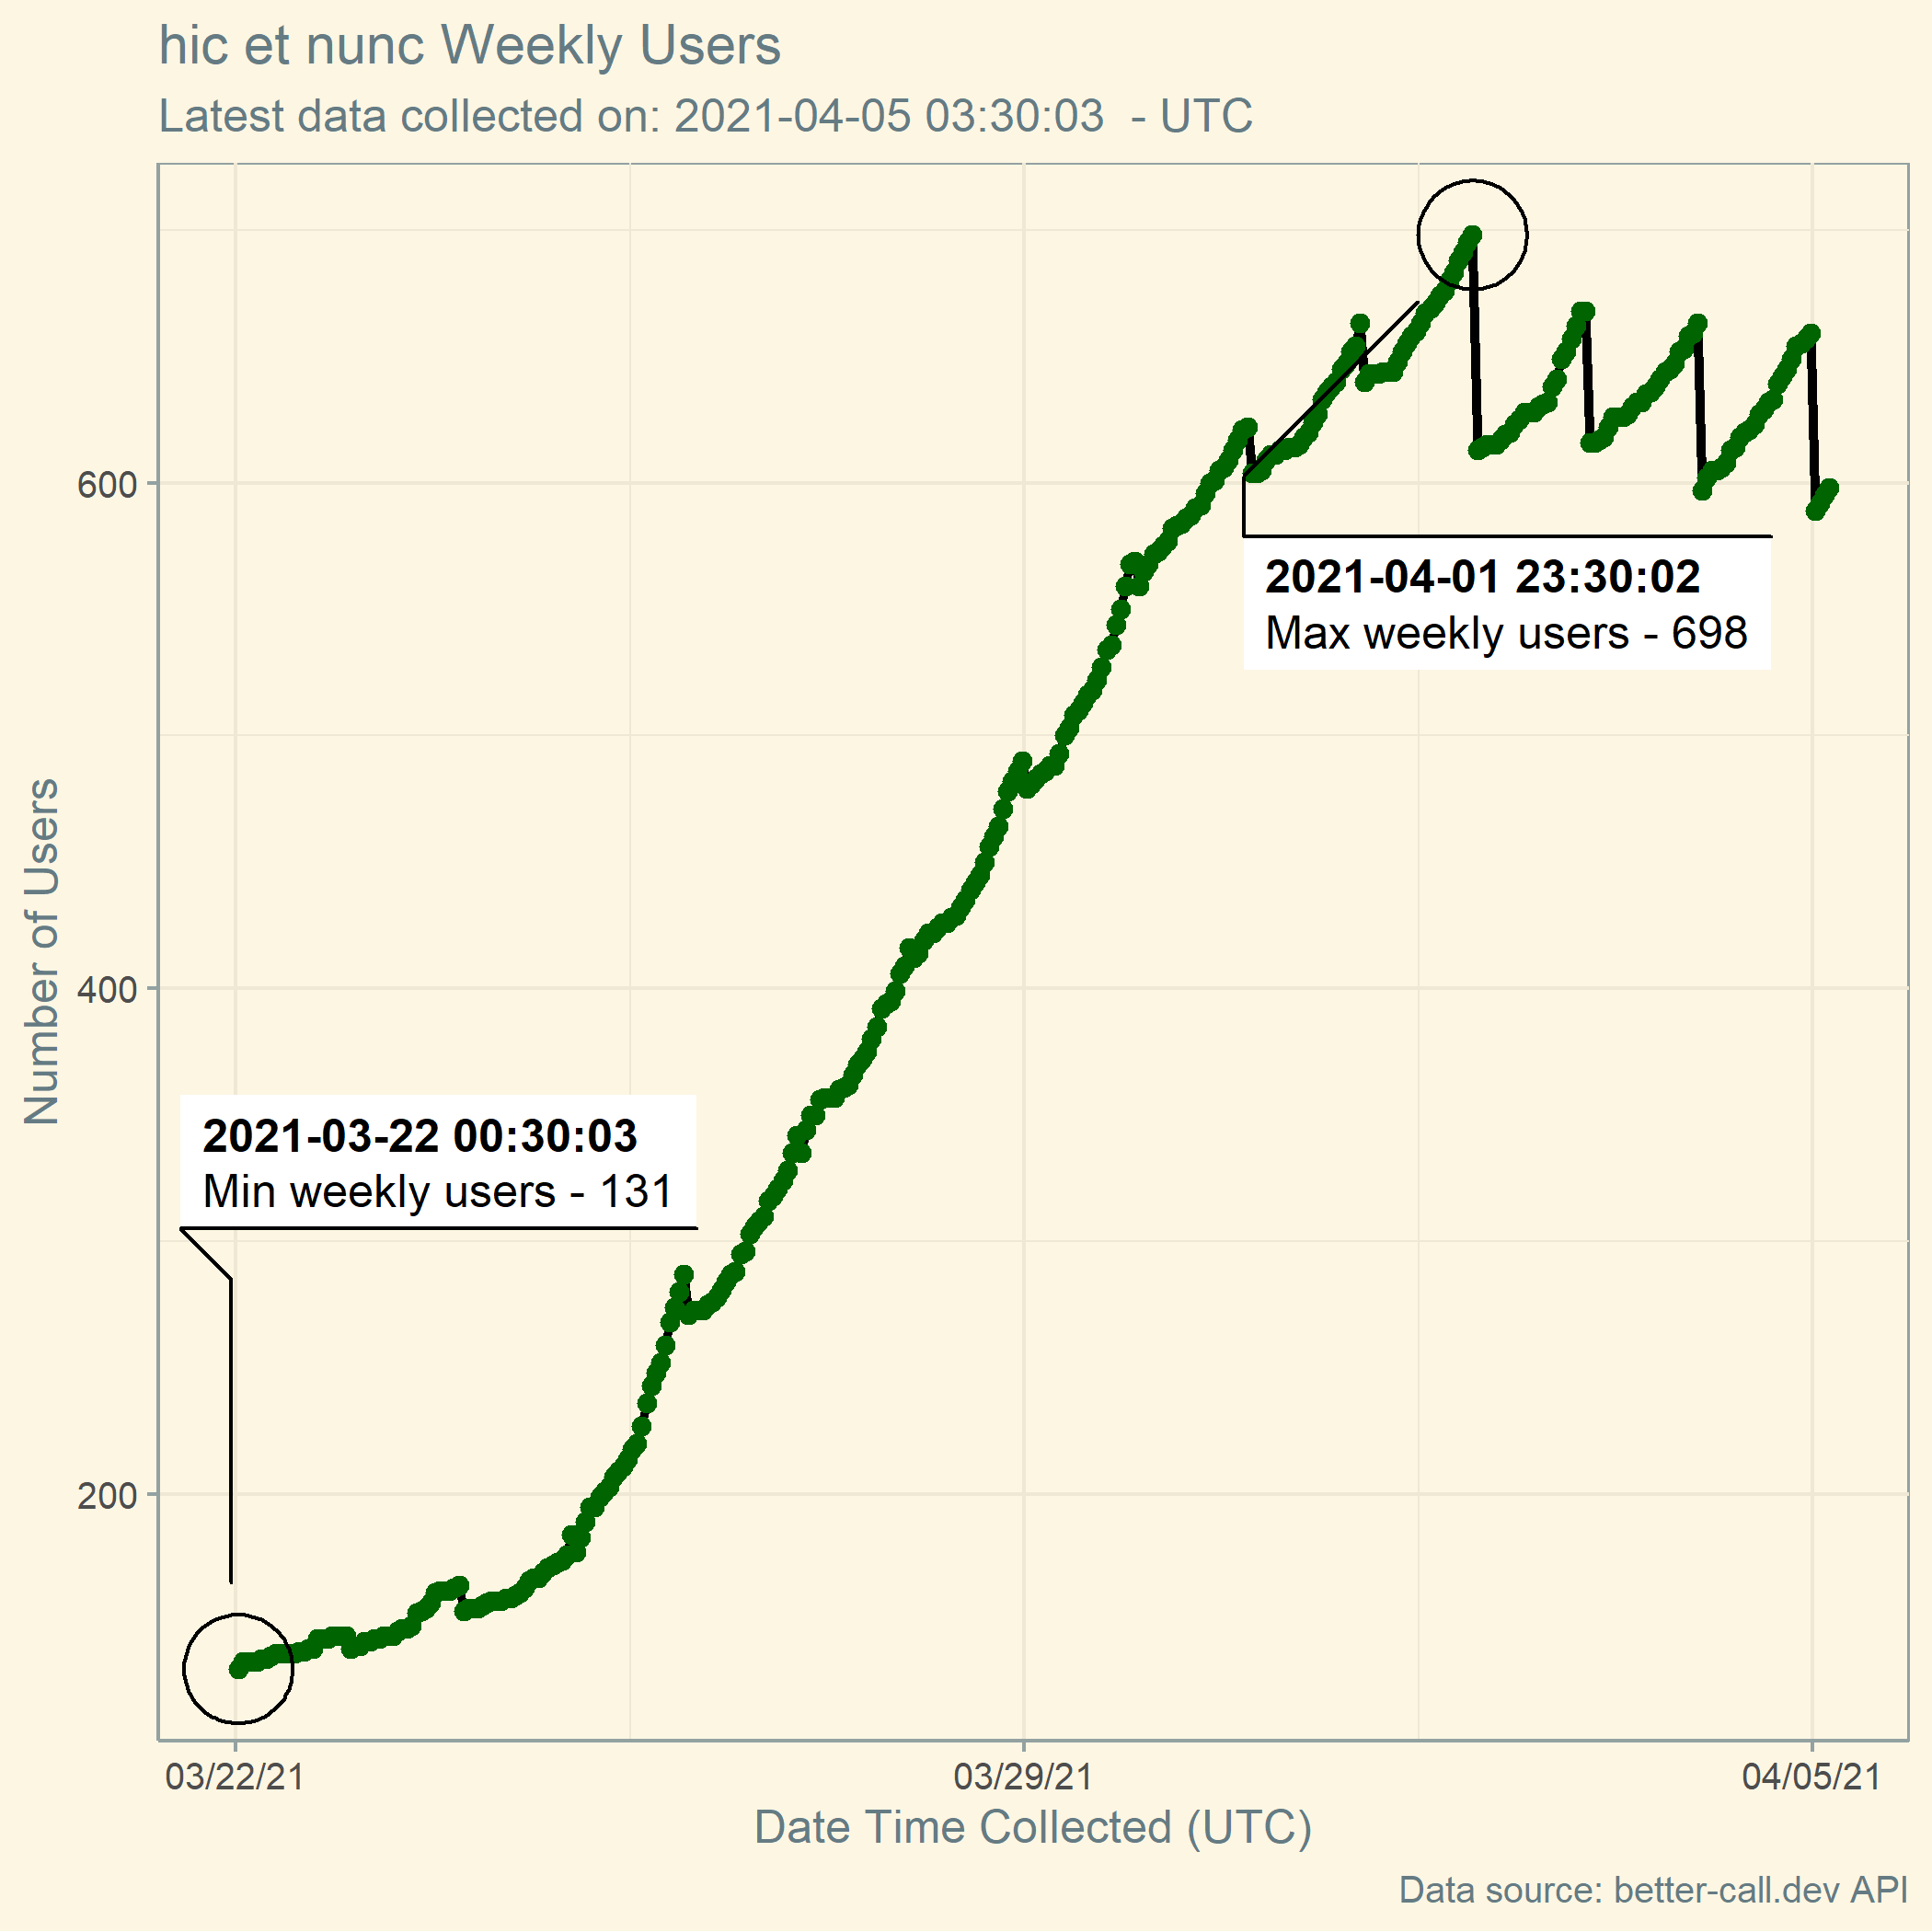 hic et nunc Weekly Users
Latest data collected on: 2021-04-05 03:30:03  - UTC
Number of Users
600
400
200
2021-04-01 23:30:02
Max weekly users - 698
2021-03-22 00:30:03
Min weekly users - 131
03/22/21
03/29/21
04/05/21
Date Time Collected (UTC)
Data source: better-call.dev API